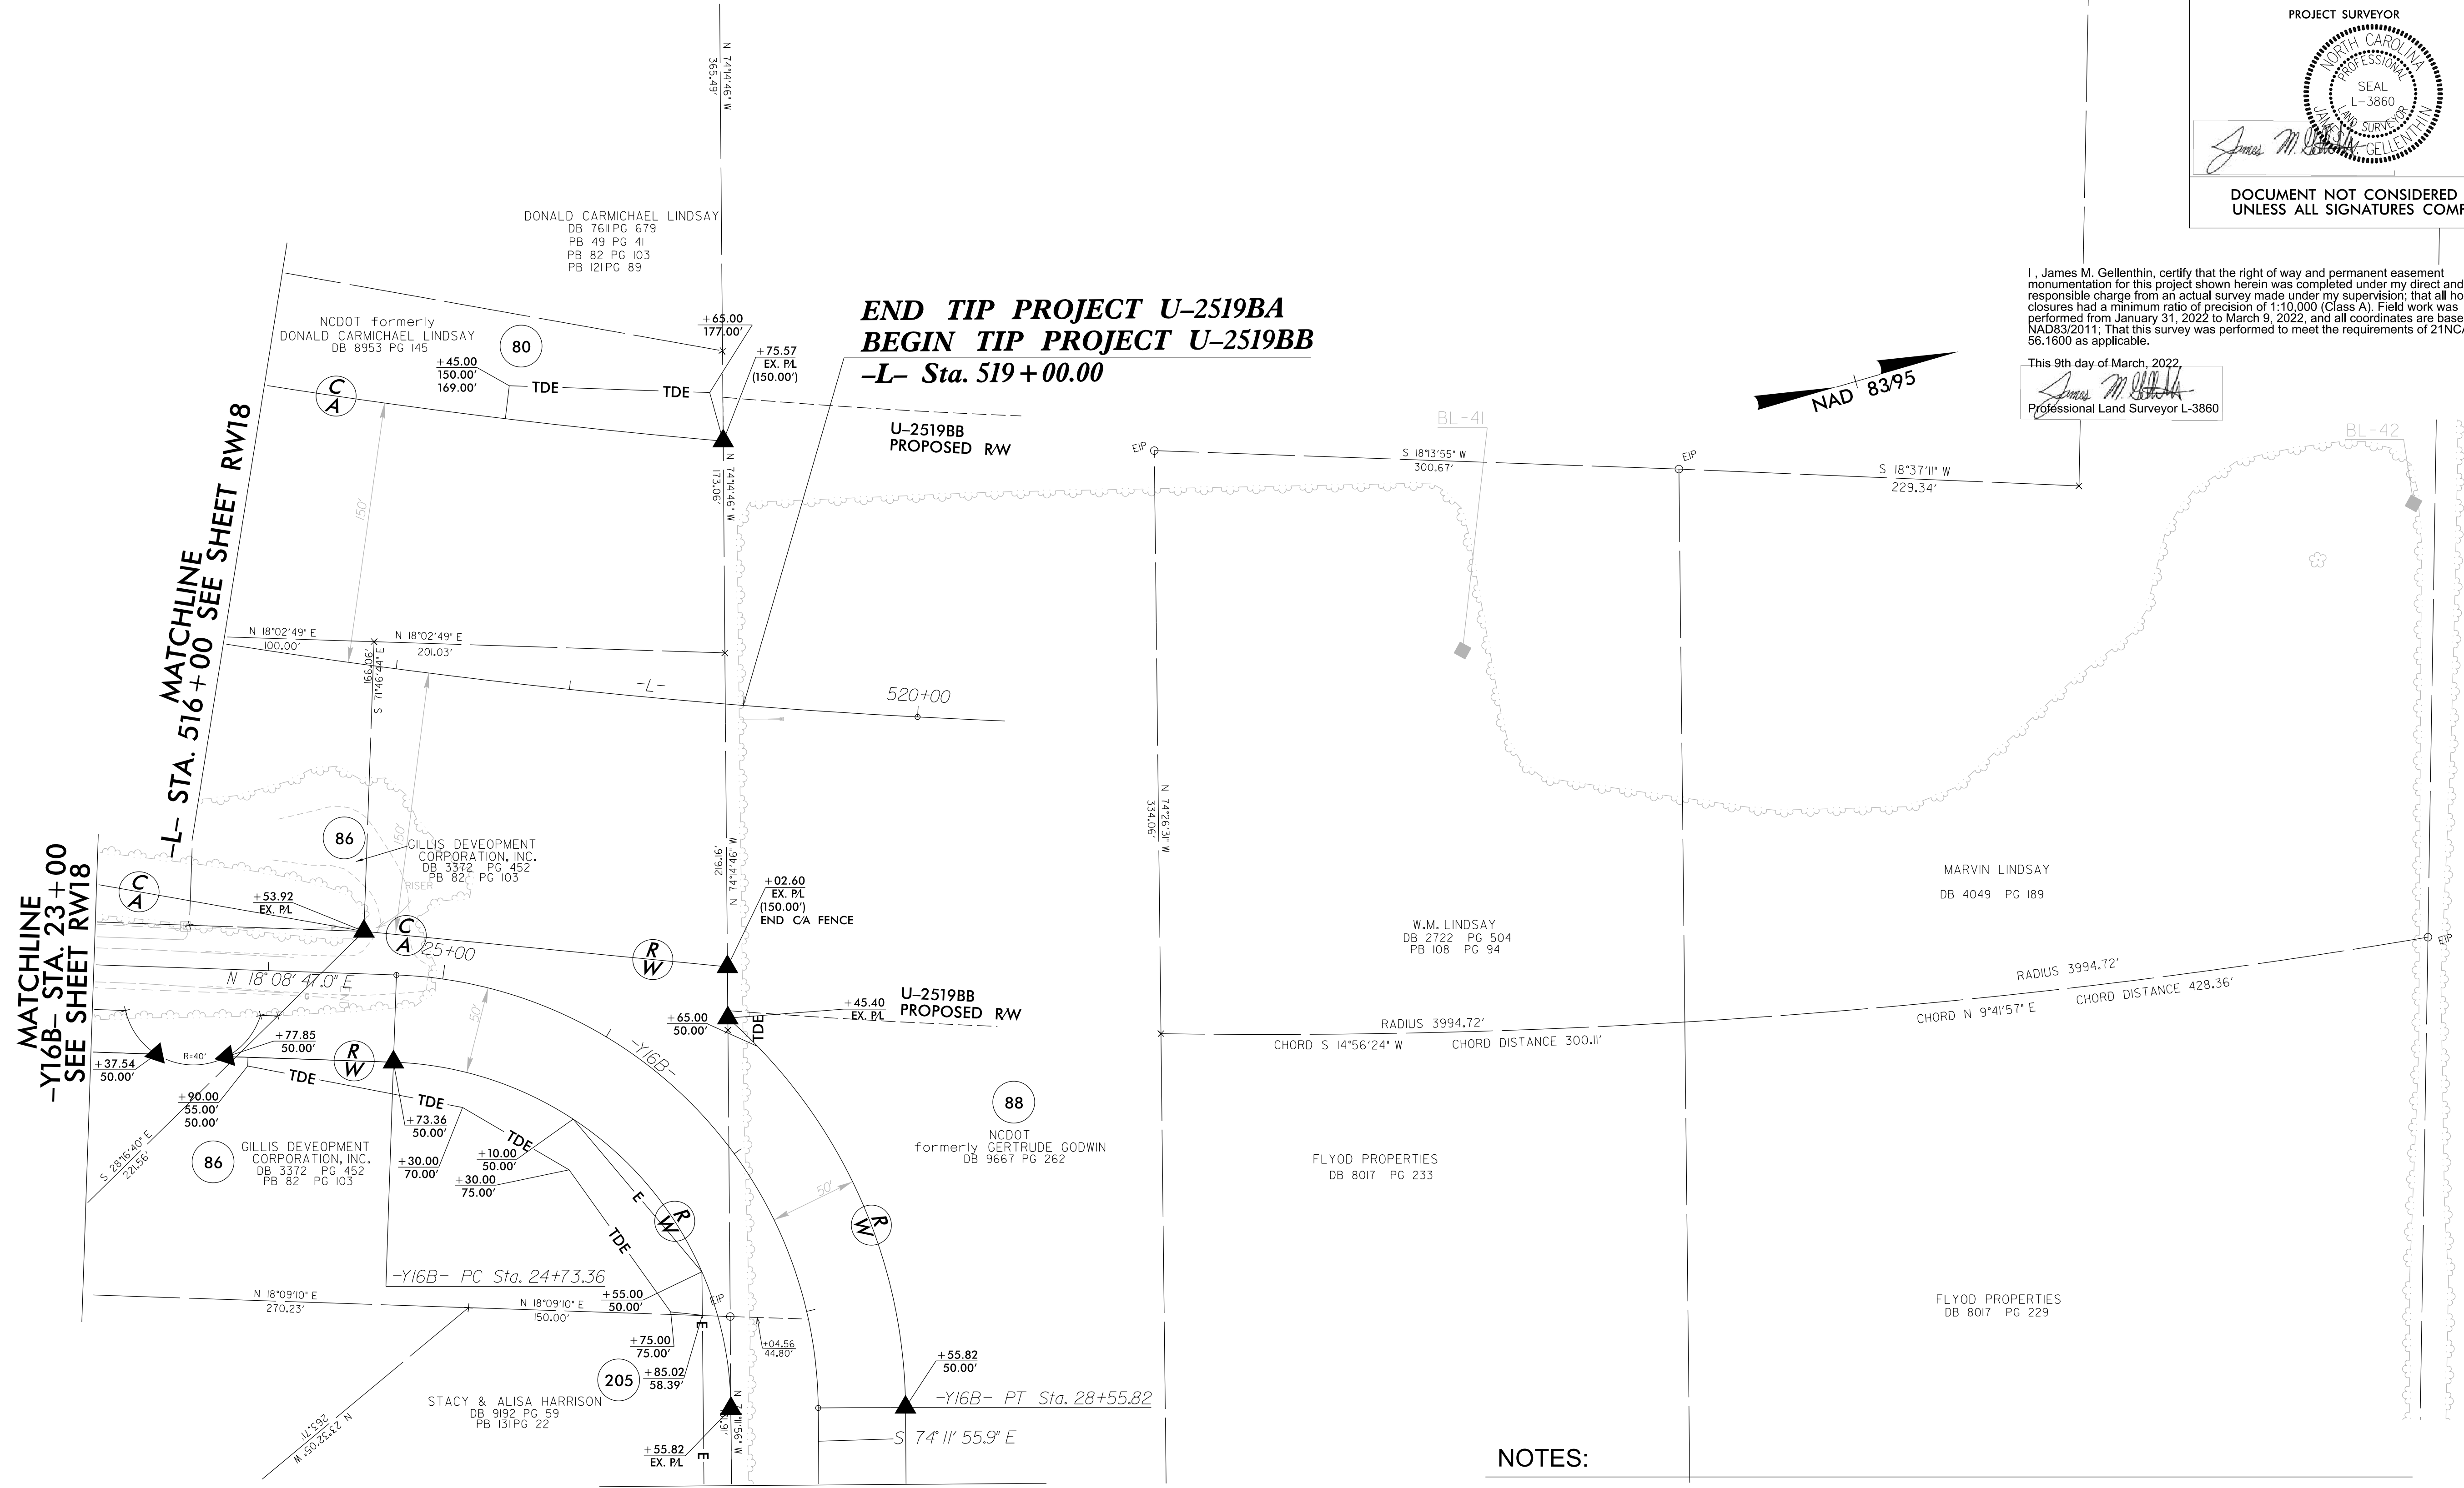 PROJECT SURVEYOR
NORTH CAROLINA
PROFESSIONAL
SEAL
L-3860
LAND SURVEYOR
JAMES M. GELLENTHIN
DOCUMENT NOT CONSIDERED
UNLESS ALL SIGNATURES
I , James M. Gellenthin, certify that the right of way and permanent easement
monumentation for this project shown herein was completed under my direct and
responsible charge from an actual survey made under my supervision; that all
closures had a minimum ratio of precision of 1:10,000 (Class A). Field work was
performed from January 31, 2022 to March 9, 2022, and all coordinates are
NAD83/2011; That this survey was performed to meet the requirements of
56.1600 as applicable.
This 9th day of March, 2022,
Professional Land Surveyor L-3860
N 74°14'46" W
365.49'
DONALD CARMICHAEL LINDSAY
DB 7611 PG 679
PB 49 PG 41
PB 82 PG 103
PB 121 PG 89
NCDOT formerly
DONALD CARMICHAEL LINDSAY
DB 8953 PG 145
80
+45.00
150.00'
169.00'
C
A
TDE
TDE
+65.00
177.00'
+75.57
EX. P/L
(150.00')
END TIP PROJECT U-2519BA
BEGIN TIP PROJECT U-2519BB
-L- Sta. 519+00.00
U-2519BB
PROPOSED R/W
NAD 83/95
BL-41
BL-42
EIP
S 18°13'55" W
300.67'
EIP
S 18°37'11" W
229.34'
N 74°14'46" W
173.06'
MATCHLINE
-L- STA. 516+00 SEE SHEET RW18
150'
N 18°02'49" E
100.00'
N 18°02'49" E
201.03'
S 71°46'44" E
166.06'
-L-
520+00
150'
86
GILLIS DEVEOPMENT
CORPORATION, INC.
DB 3372 PG 452
PB 82 PG 103
RISER
N 74°14'46" W
216.91'
N 74°26'31" W
334.06'
MATCHLINE
-Y16B- STA. 23+00
SEE SHEET RW18
C
A
+53.92
EX. P/L
C
A
25+00
R
W
+02.60
EX. P/L
(150.00')
END C/A FENCE
N 18° 08' 47.0" E
G
50'
+65.00
50.00'
TDE
+45.40
EX. P/L
U-2519BB
PROPOSED R/W
MARVIN LINDSAY
DB 4049 PG 189
W.M. LINDSAY
DB 2722 PG 504
PB 108 PG 94
EIP
RADIUS 3994.72'
CHORD N 9°41'57" E
CHORD DISTANCE 428.36'
RADIUS 3994.72'
CHORD S 14°56'24" W
CHORD DISTANCE 300.11'
+37.54
50.00'
R=40'
+77.85
50.00'
R
W
TDE
-Y16B-
+90.00
55.00'
50.00'
TDE
+73.36
50.00'
TDE
+30.00
70.00'
+10.00
50.00'
+30.00
75.00'
S 28°16'40" E
221.56'
86
GILLIS DEVEOPMENT
CORPORATION, INC.
DB 3372 PG 452
PB 82 PG 103
88
NCDOT
formerly GERTRUDE GODWIN
DB 9667 PG 262
FLYOD PROPERTIES
DB 8017 PG 233
E
R
W
50'
R
W
TDE
-Y16B- PC Sta. 24+73.36
N 18°09'10" E
270.23'
N 18°09'10" E
150.00'
+55.00
50.00'
EIP
E
+04.56
44.80'
+75.00
75.00'
+85.02
58.39'
205
STACY & ALISA HARRISON
DB 9192 PG 59
PB 131 PG 22
+55.82
50.00'
-Y16B- PT Sta. 28+55.82
S 74° 11' 55.9" E
+55.82
EX. P/L
E
N 23°32'05" W
263.71'
FLYOD PROPERTIES
DB 8017 PG 229
NOTES: